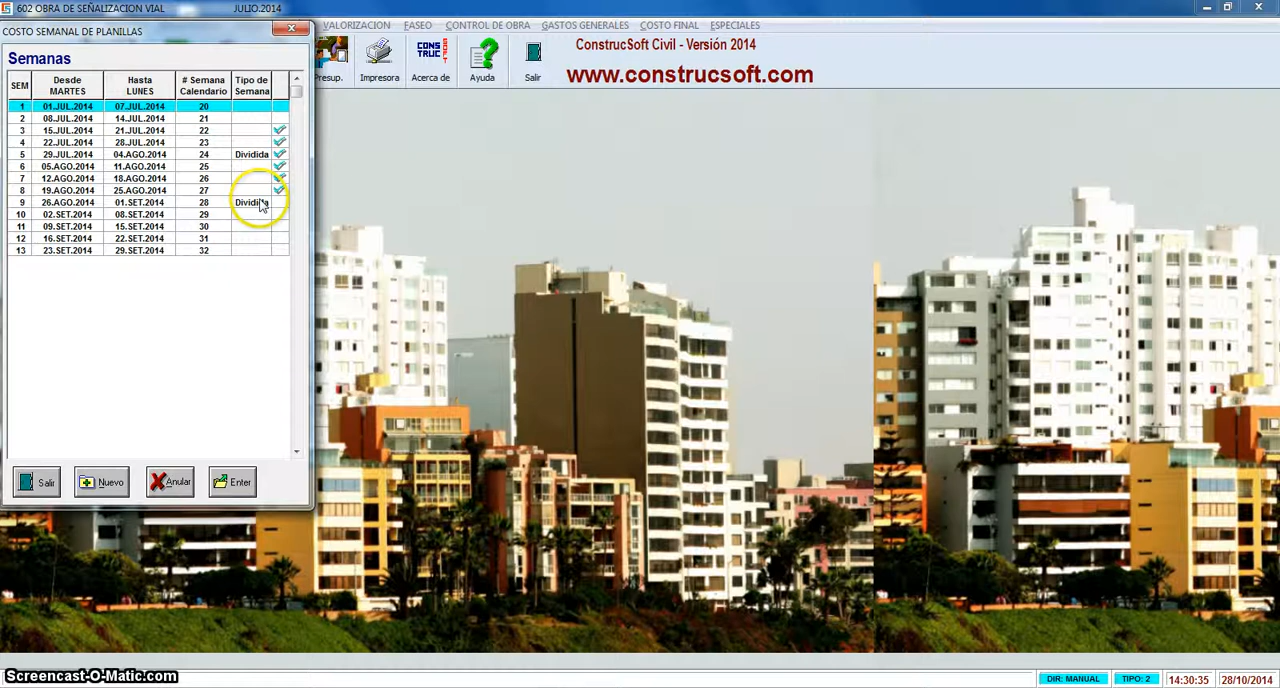 602 OBRA DE SEÑALIZACION VIAL JULIO.2014
VALORIZACION FASEO CONTROL DE OBRA GASTOS GENERALES COSTO FINAL ESPECIALES
Presup. Impresora Acerca de Ayuda Salir
CONSTRUC SOFT
ConstrucSoft Civil - Versión 2014
www.construcsoft.com
COSTO SEMANAL DE PLANILLAS
Semanas
SEM Desde MARTES Hasta LUNES # Semana Calendario Tipo de Semana
1 01.JUL.2014 07.JUL.2014 20
2 08.JUL.2014 14.JUL.2014 21
3 15.JUL.2014 21.JUL.2014 22
4 22.JUL.2014 28.JUL.2014 23
5 29.JUL.2014 04.AGO.2014 24 Dividida
6 05.AGO.2014 11.AGO.2014 25
7 12.AGO.2014 18.AGO.2014 26
8 19.AGO.2014 25.AGO.2014 27
9 26.AGO.2014 01.SET.2014 28 Dividida
10 02.SET.2014 08.SET.2014 29
11 09.SET.2014 15.SET.2014 30
12 16.SET.2014 22.SET.2014 31
13 23.SET.2014 29.SET.2014 32
Salir Nuevo Anular Enter
Screencast-O-Matic.com
DIR: MANUAL TIPO: 2 14:30:35 28/10/2014